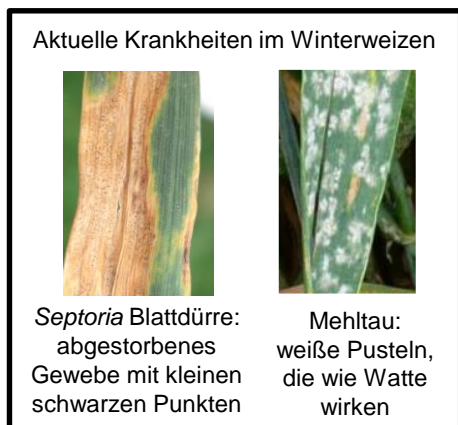 Aktuelle Krankheiten im Winterweizen
Septoria Blattdürre:
abgestorbenes
Gewebe mit kleinen
schwarzen Punkten
Mehltau:
weiße Pusteln,
die wie Watte
wirken